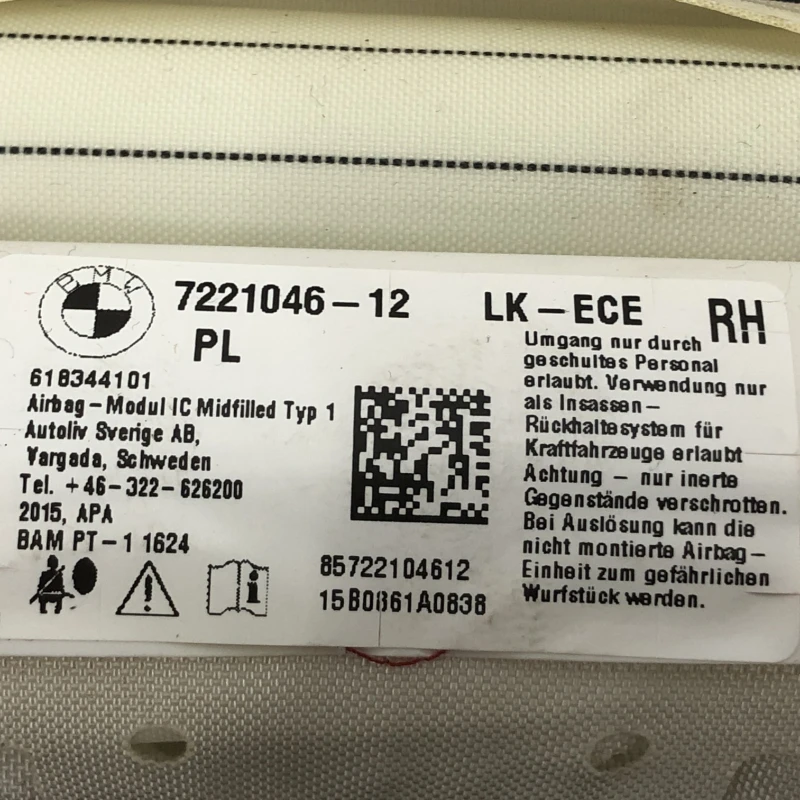 BMW
7221046-12 LK-ECE RH
PL
618344101
Airbag-Modul IC Midfilled Typ 1
Autoliv Sverige AB,
Vargada, Schweden
Tel. +46-322-626200
2015, APA
BAM PT-1 1624
85722104612
15B0861A0838
Umgang nur durch
geschultes Personal
erlaubt. Verwendung nur
als Insassen-
Rückhaltesystem für
Kraftfahrzeuge erlaubt
Achtung - nur inerte
Gegenstände verschrotten.
Bei Auslösung kann die
nicht montierte Airbag-
Einheit zum gefährlichen
Wurfstück werden.